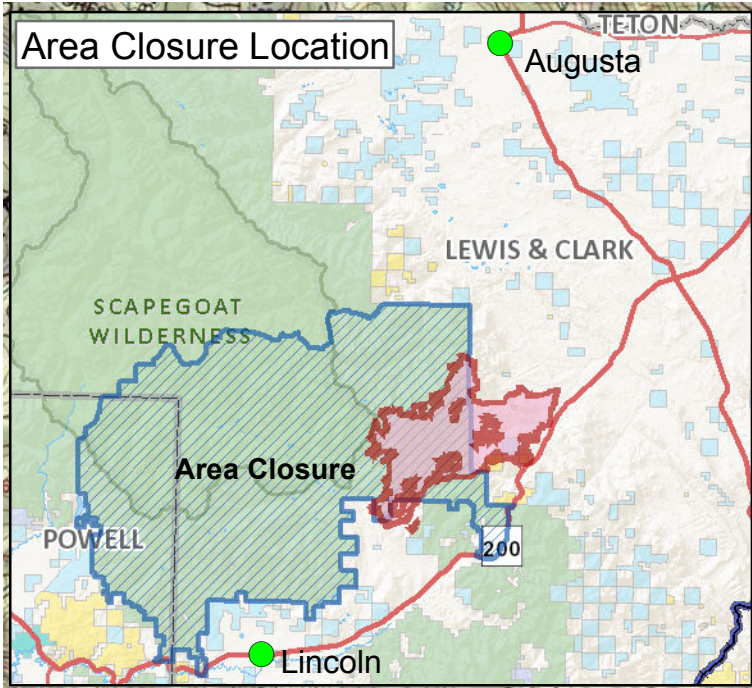 Area Closure Location
TETON
Augusta
LEWIS & CLARK
SCAPEGOAT
WILDERNESS
Area Closure
POWELL
200
Lincoln